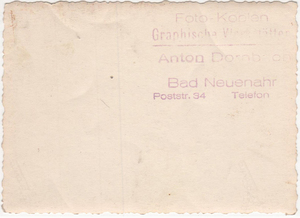 Foto-Kopien
Graphische
Anton
Bad Neuenahr
Poststr. 34 Telefon